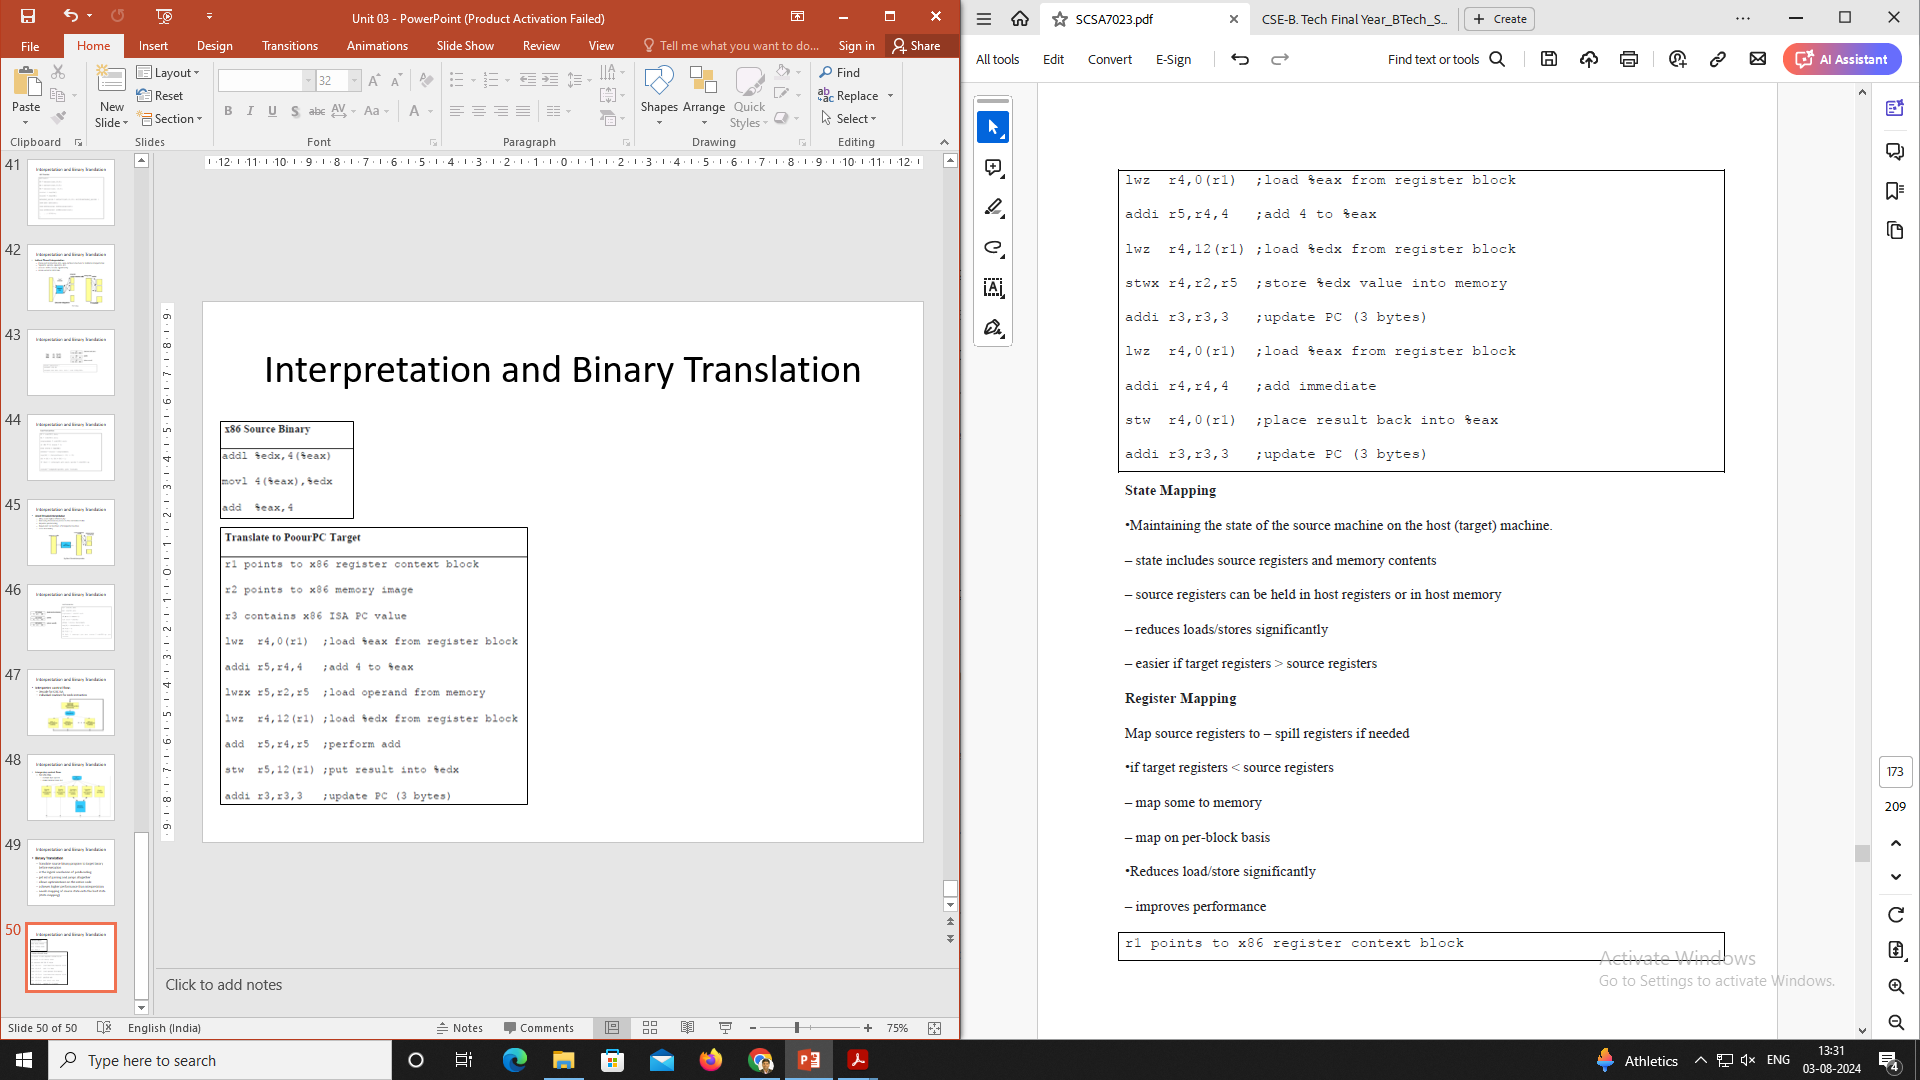 Unit 03 - PowerPoint (Product Activation Failed)
File
Home
Insert
Design
Transitions
Animations
Slide Show
Review
View
Tell me what you want to do...
Sign in
Share
Paste
New
Slide
Layout
Reset
Section
32
Shapes
Arrange
Quick
Styles
Find
Replace
Select
Clipboard
Slides
Font
Paragraph
Drawing
Editing
41
42
43
44
45
46
47
48
49
50
Interpretation and Binary Translation
x86 Source Binary
addl %edx,4(%eax)
movl 4(%eax),%edx
add %eax,4
Translate to PoourPC Target
r1 points to x86 register context block
r2 points to x86 memory image
r3 contains x86 ISA PC value
lwz r4,0(r1) ;load %eax from register block
addi r5,r4,4 ;add 4 to %eax
lwzx r5,r2,r5 ;load operand from memory
lwz r4,12(r1) ;load %edx from register block
add r5,r4,r5 ;perform add
stw r5,12(r1) ;put result into %edx
addi r3,r3,3 ;update PC (3 bytes)
Click to add notes
Slide 50 of 50
English (India)
Notes
Comments
75%
SCSA7023.pdf
CSE-B. Tech Final Year_BTech_S...
Create
All tools
Edit
Convert
E-Sign
Find text or tools
AI Assistant
lwz r4,0(r1) ;load %eax from register block
addi r5,r4,4 ;add 4 to %eax
lwz r4,12(r1) ;load %edx from register block
stwx r4,r2,r5 ;store %edx value into memory
addi r3,r3,3 ;update PC (3 bytes)
lwz r4,0(r1) ;load %eax from register block
addi r4,r4,4 ;add immediate
stw r4,0(r1) ;place result back into %eax
addi r3,r3,3 ;update PC (3 bytes)
State Mapping
•Maintaining the state of the source machine on the host (target) machine.
– state includes source registers and memory contents
– source registers can be held in host registers or in host memory
– reduces loads/stores significantly
– easier if target registers > source registers
Register Mapping
Map source registers to – spill registers if needed
•if target registers < source registers
– map some to memory
– map on per-block basis
•Reduces load/store significantly
– improves performance
r1 points to x86 register context block
Activate Windows
Go to Settings to activate Windows.
173
209
Type here to search
Athletics
ENG
13:31
03-08-2024
4